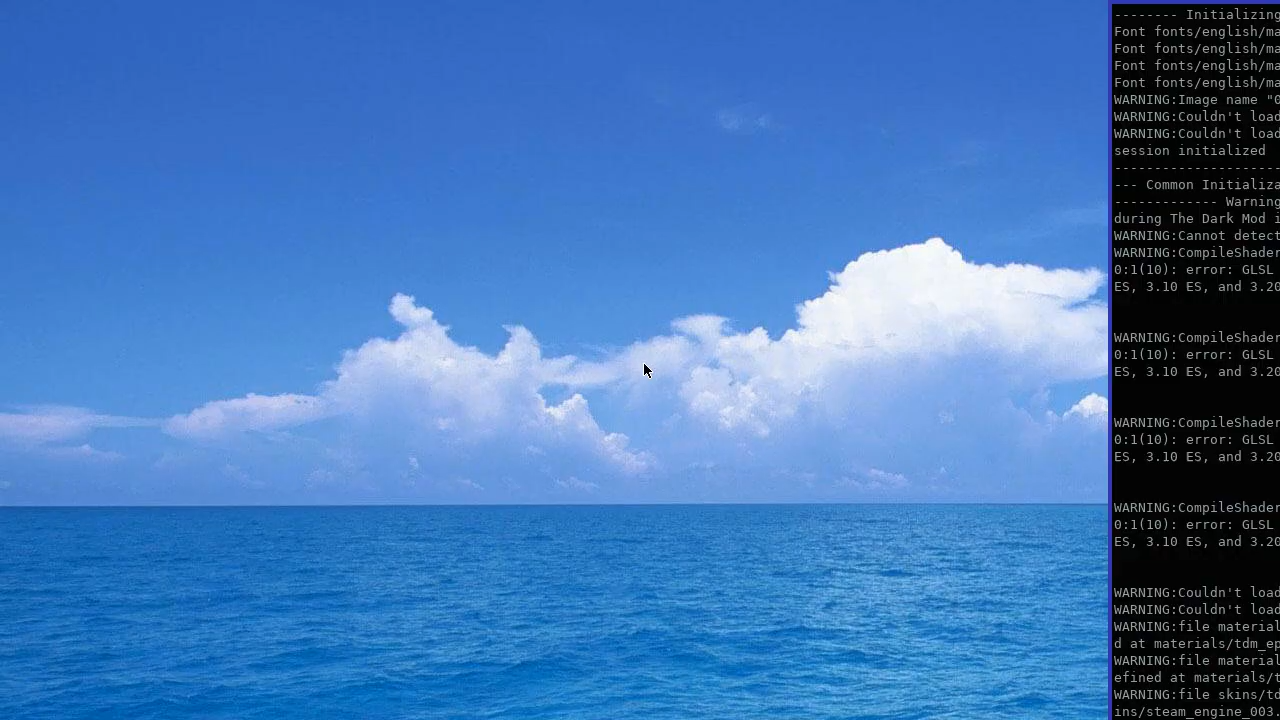 -------- Initializing
Font fonts/english/ma
Font fonts/english/ma
Font fonts/english/ma
Font fonts/english/ma
WARNING:Image name "0
WARNING:Couldn't load
WARNING:Couldn't load
session initialized
---------------------
--- Common Initializa
------------- Warning
during The Dark Mod i
WARNING:Cannot detect
WARNING:CompileShader
0:1(10): error: GLSL
ES, 3.10 ES, and 3.20
WARNING:CompileShader
0:1(10): error: GLSL
ES, 3.10 ES, and 3.20
WARNING:CompileShader
0:1(10): error: GLSL
ES, 3.10 ES, and 3.20
WARNING:CompileShader
0:1(10): error: GLSL
ES, 3.10 ES, and 3.20
WARNING:Couldn't load
WARNING:Couldn't load
WARNING:file material
d at materials/tdm_ep
WARNING:file material
efined at materials/t
WARNING:file skins/td
ins/steam_engine_003